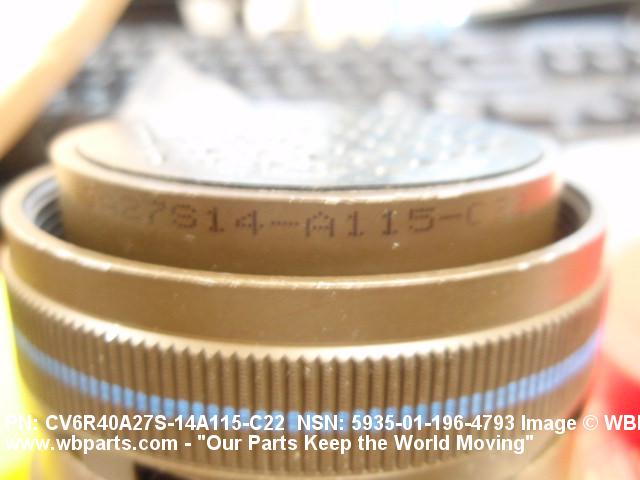 27S14-A115-C
PN: CV6R40A27S-14A115-C22 NSN: 5935-01-196-4793 Image © WB
www.wbparts.com - "Our Parts Keep the World Moving"